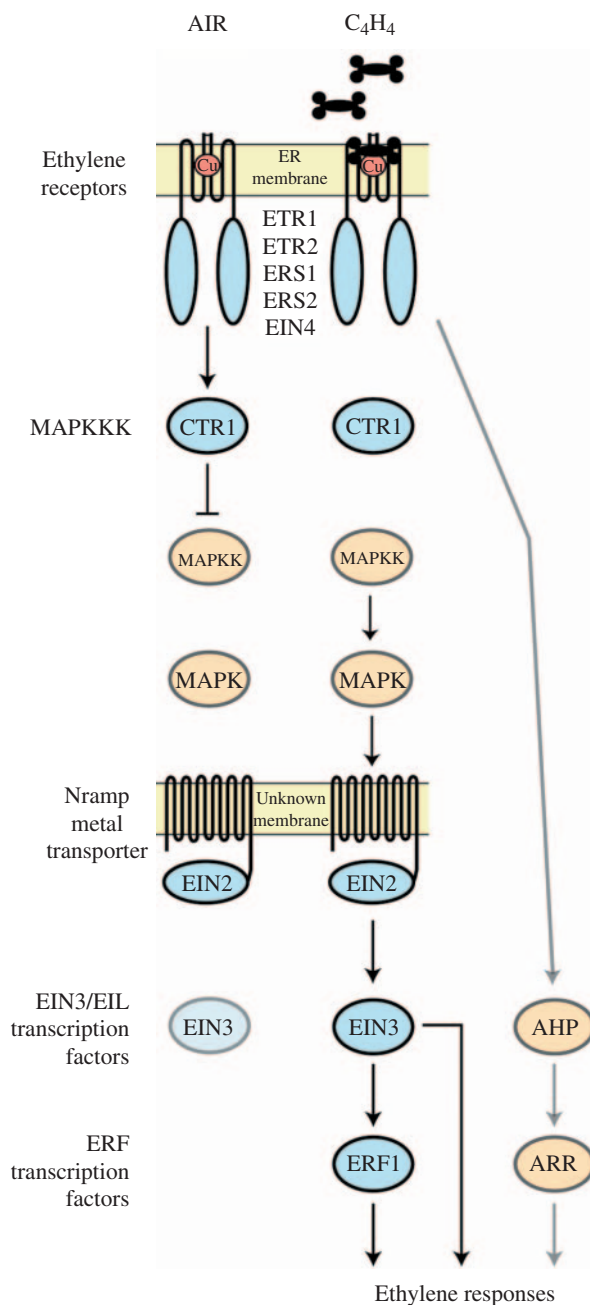 AIR
C₄H₄
Ethylene
receptors
Cu
ER
membrane
Cu
ETR1
ETR2
ERS1
ERS2
EIN4
MAPKKK
CTR1
CTR1
MAPKK
MAPKK
MAPK
MAPK
Nramp
metal
transporter
Unknown
membrane
EIN2
EIN2
EIN3/EIL
transcription
factors
EIN3
EIN3
AHP
ERF
transcription
factors
ERF1
ARR
Ethylene responses